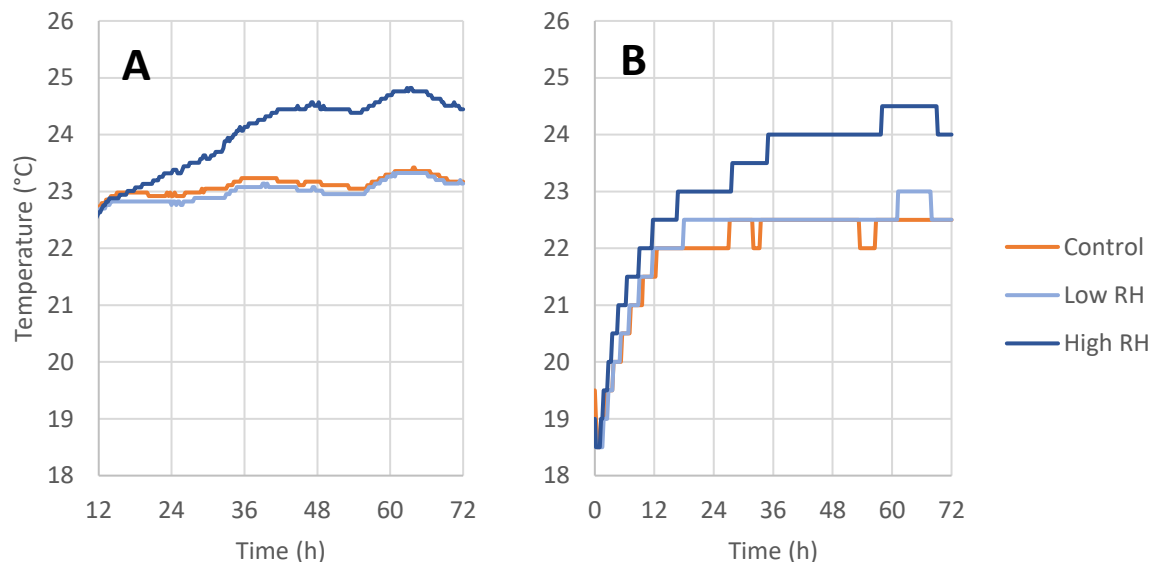 A
26
25
24
23
22
21
20
19
18
12 24 36 48 60 72
Time (h)
Temperature (°C)
B
26
25
24
23
22
21
20
19
18
0 12 24 36 48 60 72
Time (h)
Control
Low RH
High RH